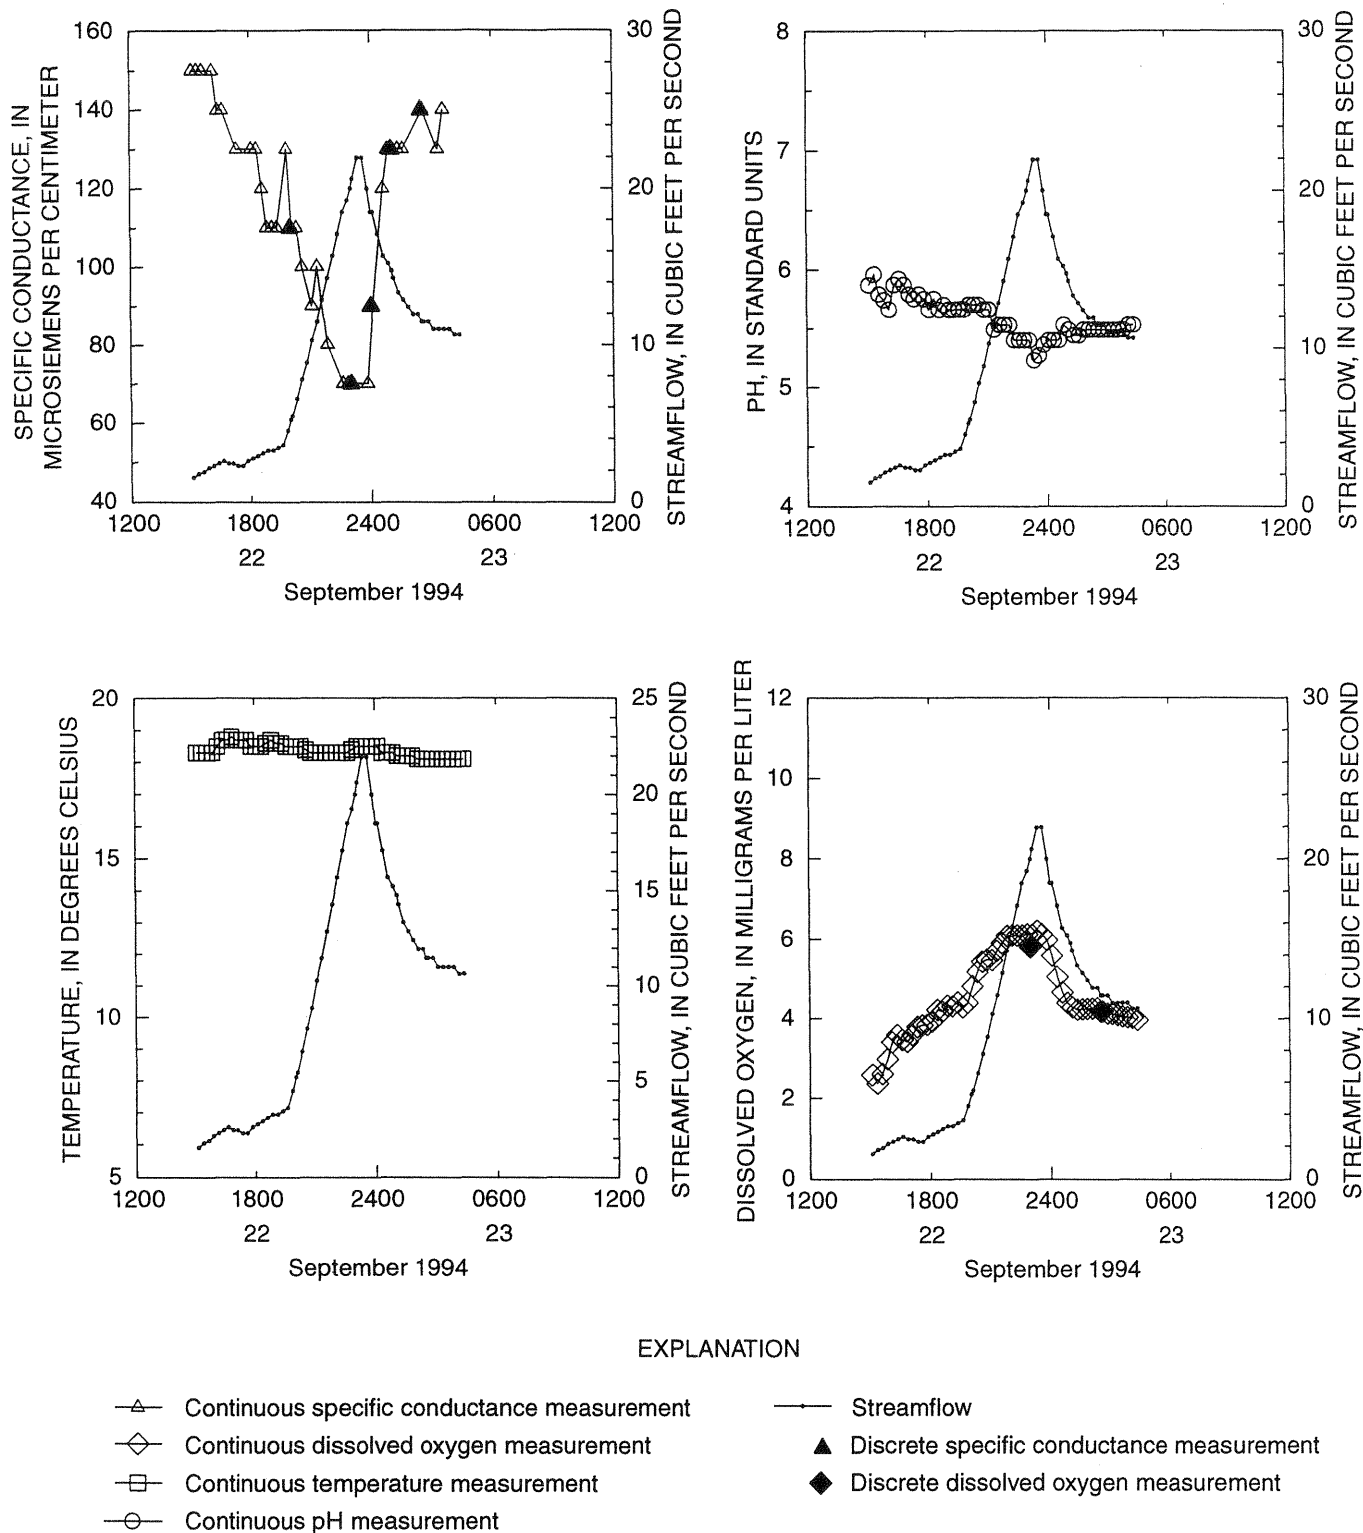 SPECIFIC CONDUCTANCE, IN
MICROSIEMENS PER CENTIMETER
160
140
120
100
80
60
40
30
20
10
0
STREAMFLOW, IN CUBIC FEET PER SECOND
1200 1800 2400 0600 1200
22 23
September 1994
PH, IN STANDARD UNITS
8
7
6
5
4
30
20
10
0
STREAMFLOW, IN CUBIC FEET PER SECOND
1200 1800 2400 0600 1200
22 23
September 1994
TEMPERATURE, IN DEGREES CELSIUS
20
15
10
5
25
20
15
10
5
0
STREAMFLOW, IN CUBIC FEET PER SECOND
1200 1800 2400 0600 1200
22 23
September 1994
DISSOLVED OXYGEN, IN MILLIGRAMS PER LITER
12
10
8
6
4
2
0
30
20
10
0
STREAMFLOW, IN CUBIC FEET PER SECOND
1200 1800 2400 0600 1200
22 23
September 1994
EXPLANATION
Continuous specific conductance measurement
Continuous dissolved oxygen measurement
Continuous temperature measurement
Continuous pH measurement
Streamflow
Discrete specific conductance measurement
Discrete dissolved oxygen measurement